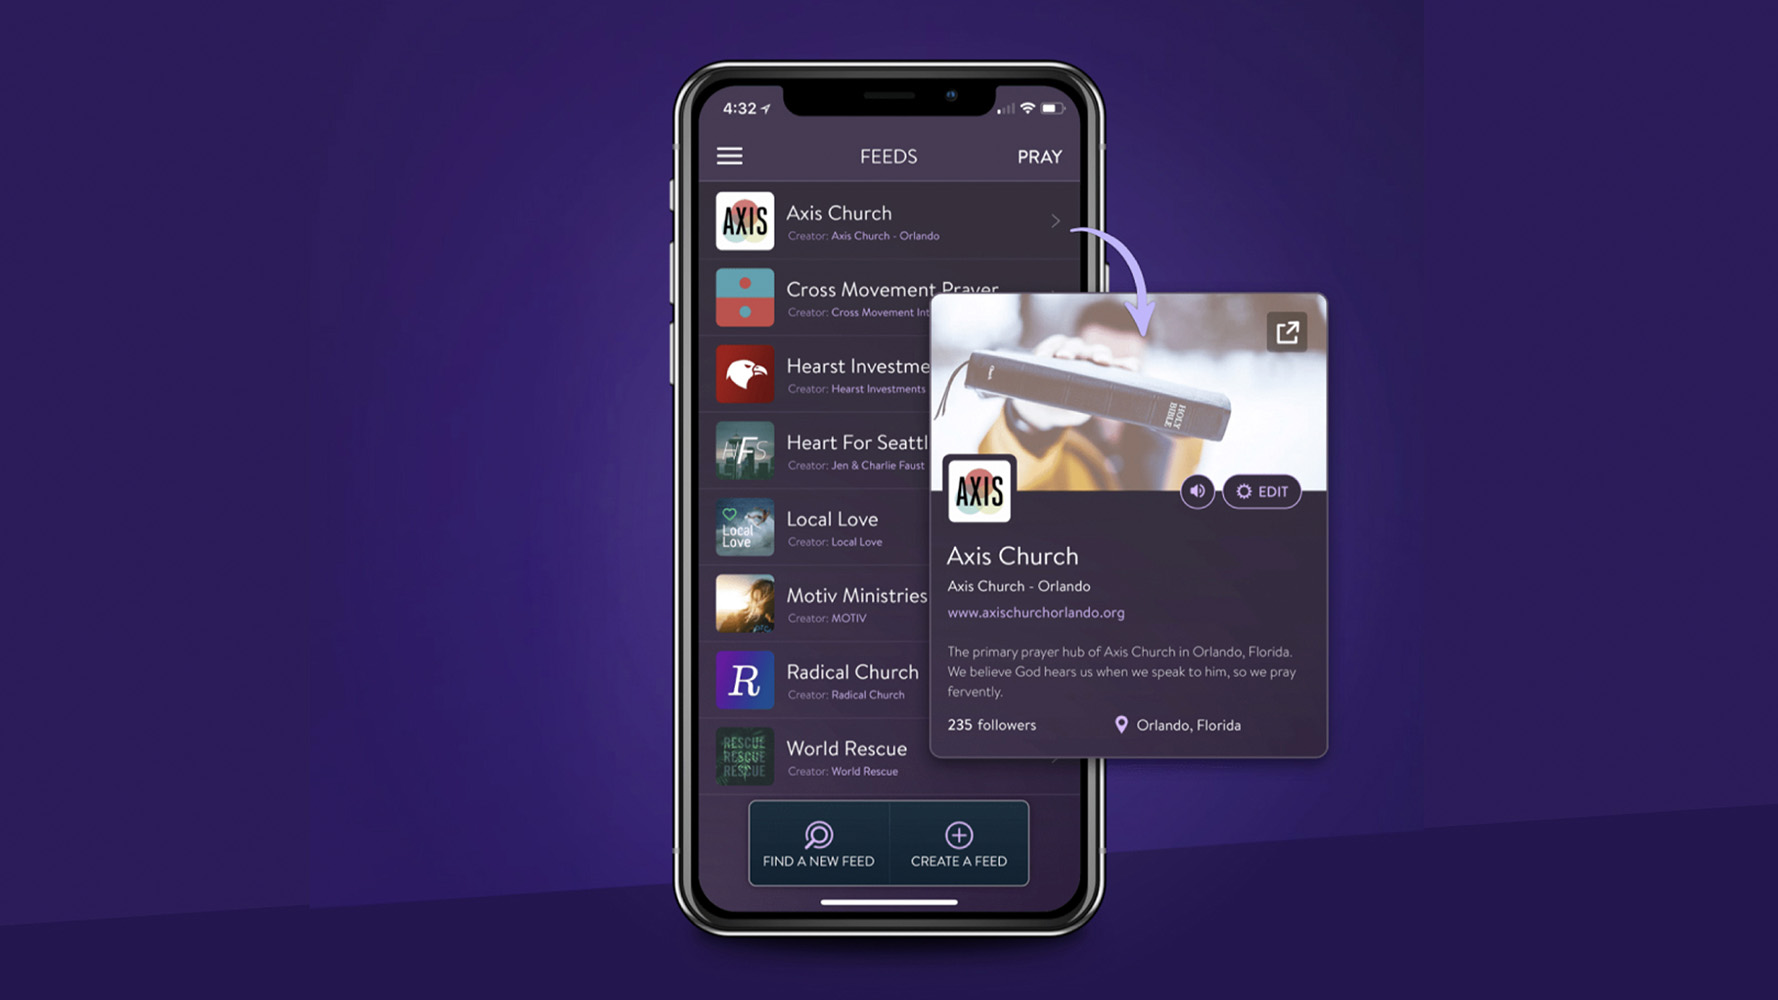 4:32
FEEDS
PRAY
AXIS
Axis Church
Creator: Axis Church - Orlando
Cross Movement Prayer
Creator: Cross Movement Int
Hearst Investme
Creator: Hearst Investments
HFS
Heart For Seattl
Creator: Jen & Charlie Faust
Local
Love
Local Love
Creator: Local Love
Motiv Ministries
Creator: MOTIV
R
Radical Church
Creator: Radical Church
RESCUE
RESCUE
RESCUE
World Rescue
Creator: World Rescue
FIND A NEW FEED
CREATE A FEED
HOLY
BIBLE
AXIS
EDIT
Axis Church
Axis Church - Orlando
www.axischurchorlando.org
The primary prayer hub of Axis Church in Orlando, Florida.
We believe God hears us when we speak to him, so we pray
fervently.
235 followers
Orlando, Florida